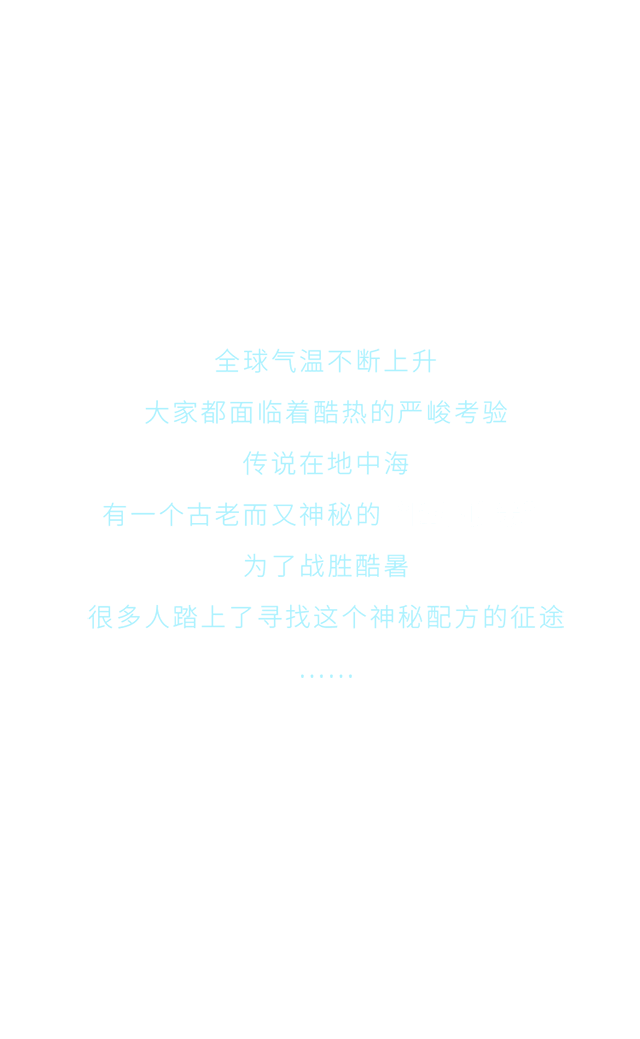 全球气温不断上升
大家都面临着酷热的严峻考验
传说在地中海
有一个古老而又神秘的
为了战胜酷暑
很多人踏上了寻找这个神秘配方的征途
······